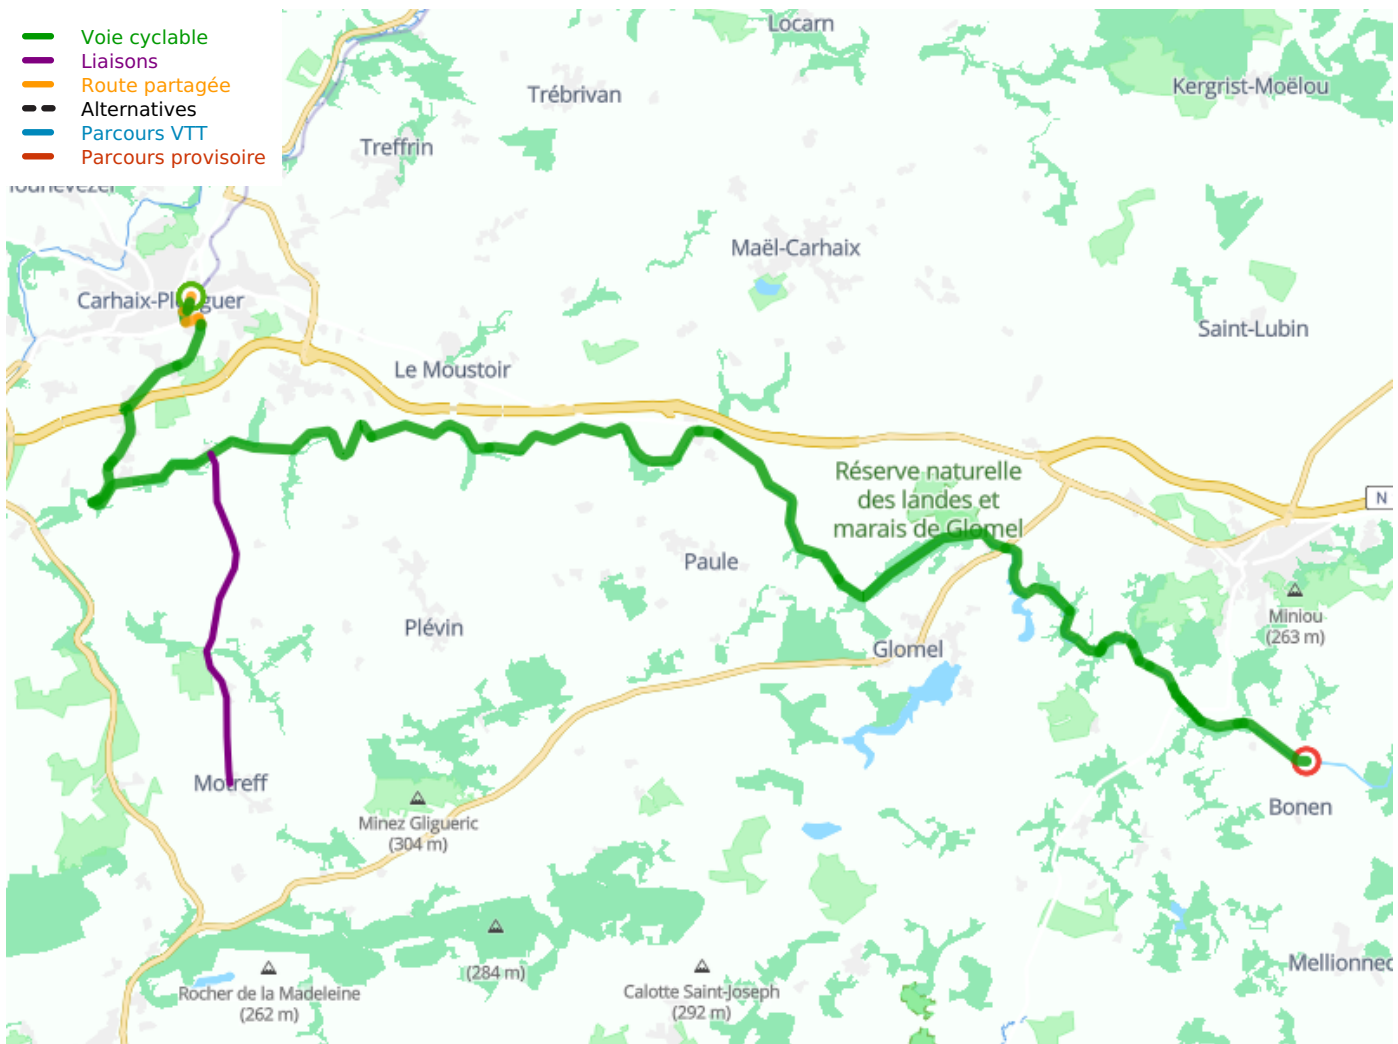 Voie cyclable
Liaisons
Route partagée
Alternatives
Parcours VTT
Parcours provisoire
Locarn
Trébrivan
Kergrist-Moëlou
Treffrin
Maël-Carhaix
Carhaix-Plouguer
Saint-Lubin
Le Moustoir
Réserve naturelle
des landes et
marais de Glomel
N
Paule
Miniou
(263 m)
Plévin
Glomel
Motreff
Bonen
Minez Gligueric
(304 m)
Mellionnec
(284 m)
Rocher de la Madeleine
(262 m)
Calotte Saint-Joseph
(292 m)